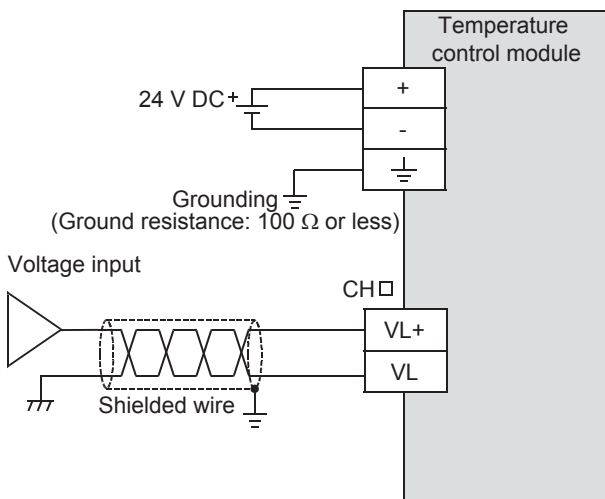 Temperature
control module
24 V DC
+
+
-
Grounding
(Ground resistance: 100 Ω or less)
Voltage input
CH□
VL+
VL
Shielded wire